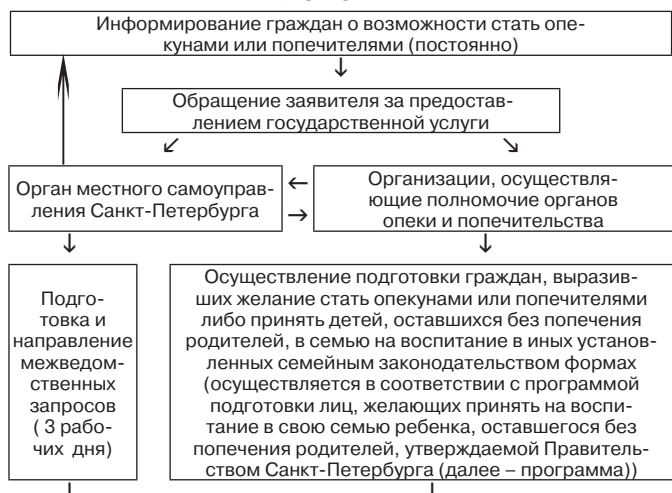 Информирование граждан о возможности стать опе-
кунами или попечителями (постоянно)
Обращение заявителя за предостав-
лением государственной услуги
Орган местного самоуправ-
ления Санкт-Петербурга
Организации, осуществля-
ющие полномочие органов
опеки и попечительства
Подго-
товка и
направление
межведом-
ственных
запросов
( 3 рабо-
чих дня)
Осуществление подготовки граждан, выразив-
ших желание стать опекунами или попечителями
либо принять детей, оставшихся без попечения
родителей, в семью на воспитание в иных установ-
ленных семейным законодательством формах
(осуществляется в соответствии с программой
подготовки лиц, желающих принять на воспи-
тание в свою семью ребенка, оставшегося без
попечения родителей, утверждаемой Правитель-
ством Санкт-Петербурга (далее – программа))